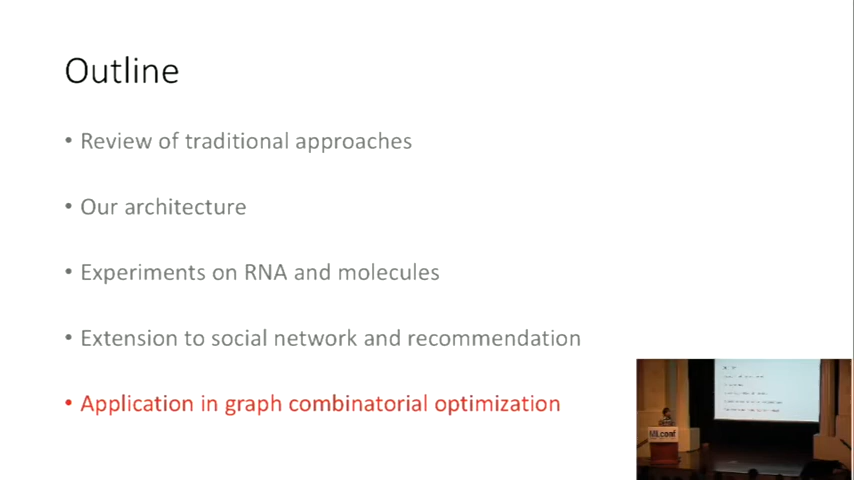 Outline
• Review of traditional approaches
• Our architecture
• Experiments on RNA and molecules
• Extension to social network and recommendation
• Application in graph combinatorial optimization
MLconf